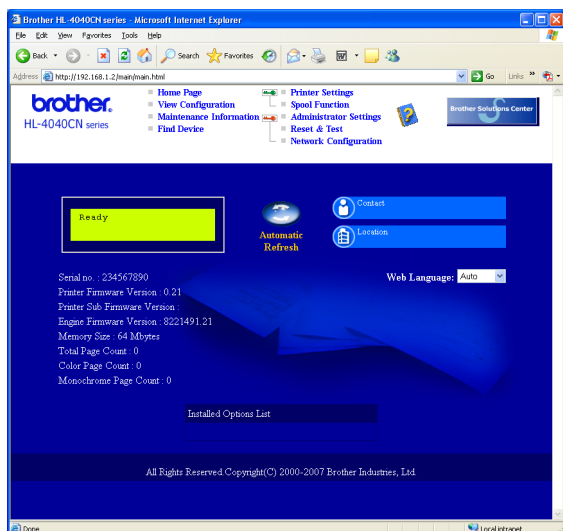 Brother HL-4040CN series - Microsoft Internet Explorer
File Edit View Favorites Tools Help
Back Search Favorites
Address http://192.168.1.2/main/main.html Go Links »
brother.
HL-4040CN series
Home Page
View Configuration
Maintenance Information
Find Device
Printer Settings
Spool Function
Administrator Settings
Reset & Test
Network Configuration
Brother Solutions Center
Ready
Automatic
Refresh
Contact
Location
Web Language: Auto
Serial no. : 234567890
Printer Firmware Version : 0.21
Printer Sub Firmware Version :
Engine Firmware Version : 8221491.21
Memory Size : 64 Mbytes
Total Page Count : 0
Color Page Count : 0
Monochrome Page Count : 0
Installed Options List
All Rights Reserved.Copyright(C) 2000-2007 Brother Industries, Ltd.
Done Local intranet